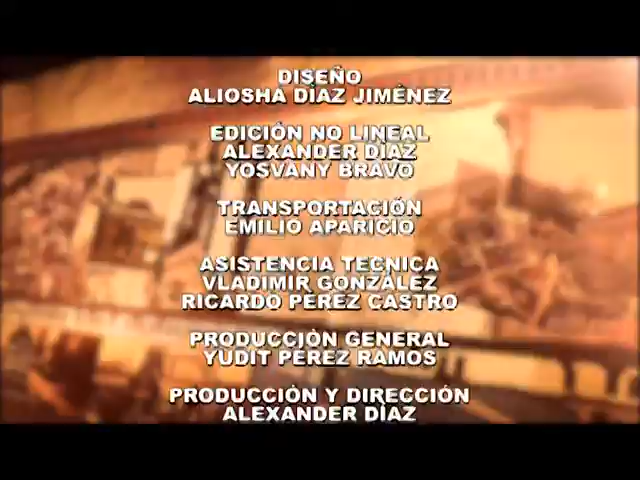 DISEÑO
ALIOSHA DÍAZ JIMÉNEZ
EDICIÓN NO LINEAL
ALEXANDER DÍAZ
YOSVANY BRAVO
TRANSPORTACIÓN
EMILIO APARICIO
ASISTENCIA TECNICA
VLADIMIR GONZÁLEZ
RICARDO PÉREZ CASTRO
PRODUCCIÓN GENERAL
YUDIT PÉREZ RAMOS
PRODUCCIÓN Y DIRECCIÓN
ALEXANDER DÍAZ